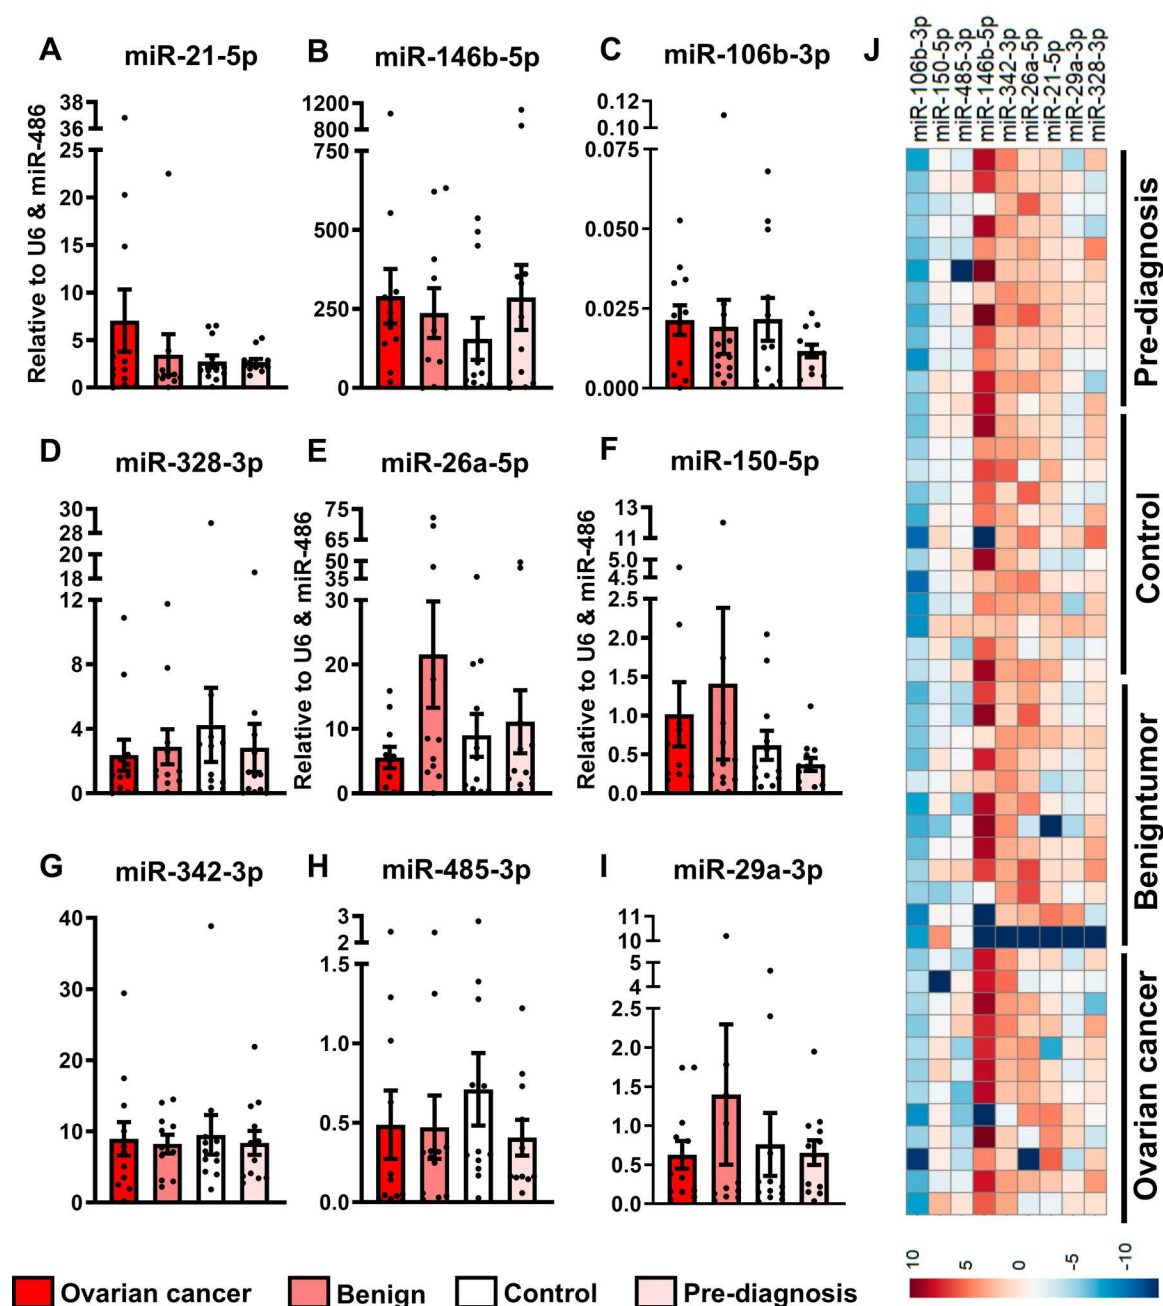 A miR-21-5p
38
36
25
20
15
10
5
0
Relative to U6 & miR-486
B miR-146b-5p
1200
800
750
500
250
0
C miR-106b-3p
0.12
0.10
0.075
0.050
0.025
0.000
D miR-328-3p
30
28
20
18
12
8
4
0
E miR-26a-5p
75
65
50
35
30
20
10
0
Relative to U6 & miR-486
F miR-150-5p
13
11
5.0
4.5
2.5
2.0
1.5
1.0
0.5
0.0
Relative to U6 & miR-486
G miR-342-3p
40
30
20
10
0
H miR-485-3p
3
2
1.5
1.0
0.5
0.0
I miR-29a-3p
11
10
5
4
2.5
2.0
1.5
1.0
0.5
0.0
J
miR-106b-3p
miR-150-5p
miR-485-3p
miR-146b-5p
miR-342-3p
miR-26a-5p
miR-21-5p
miR-29a-3p
miR-328-3p
Pre-diagnosis
Control
Benigntumor
Ovarian cancer
10
5
0
-5
-10
Ovarian cancer Benign Control Pre-diagnosis